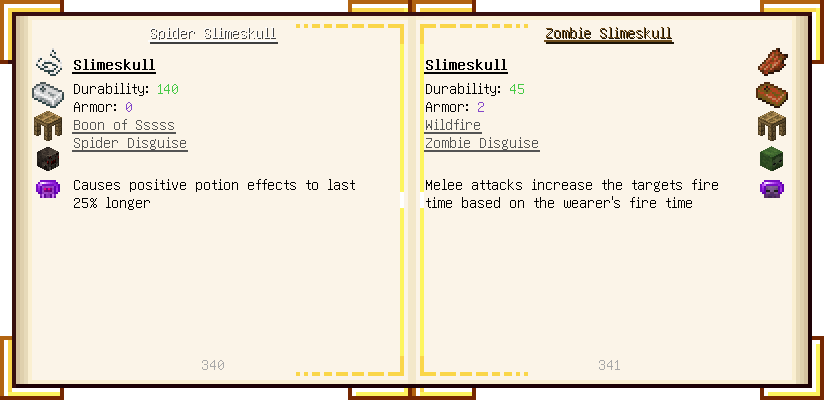 Spider Slimeskull
Slimeskull
Durability: 140
Armor: 0
Boon of Sssss
Spider Disguise
Causes positive potion effects to last
25% longer
340
Zombie Slimeskull
Slimeskull
Durability: 45
Armor: 2
Wildfire
Zombie Disguise
Melee attacks increase the targets fire
time based on the wearer's fire time
341